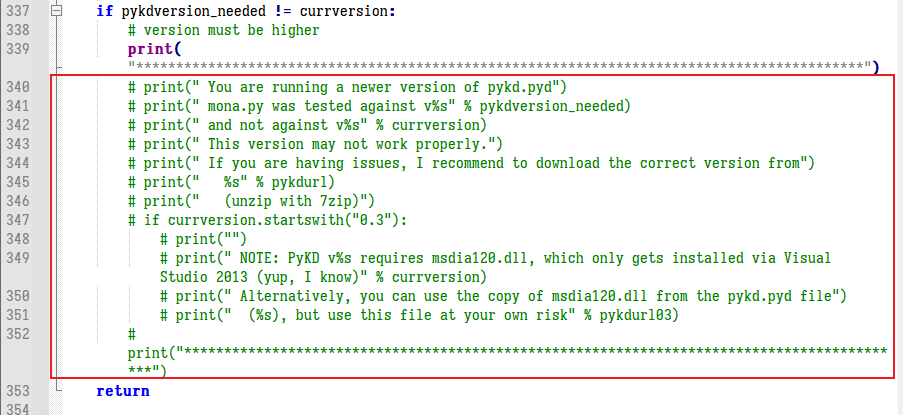 337 if pykdversion_needed != currversion:
338 # version must be higher
339 print(
"*******************************************************************************************")
340 # print(" You are running a newer version of pykd.pyd")
341 # print(" mona.py was tested against v%s" % pykdversion_needed)
342 # print(" and not against v%s" % currversion)
343 # print(" This version may not work properly.")
344 # print(" If you are having issues, I recommend to download the correct version from")
345 # print("   %s" % pykdurl)
346 # print("   (unzip with 7zip)")
347 # if currversion.startswith("0.3"):
348 # print("")
349 # print(" NOTE: PyKD v%s requires msdia120.dll, which only gets installed via Visual
Studio 2013 (yup, I know)" % currversion)
350 # print(" Alternatively, you can use the copy of msdia120.dll from the pykd.pyd file")
351 # print("  (%s), but use this file at your own risk" % pykdurl03)
352 #
print("****************************************************************************************
***")
353 return
354